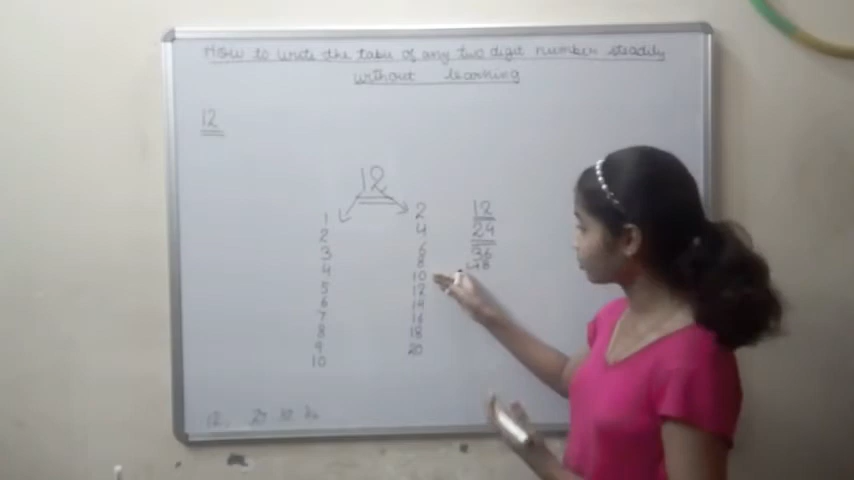 How to write the table of any two digit number steadily
without learning
12
12
1 2 12
2 4 24
3 6 36
4 8 48
5 10
6 12
7 14
8 16
9 18
10 20
12,